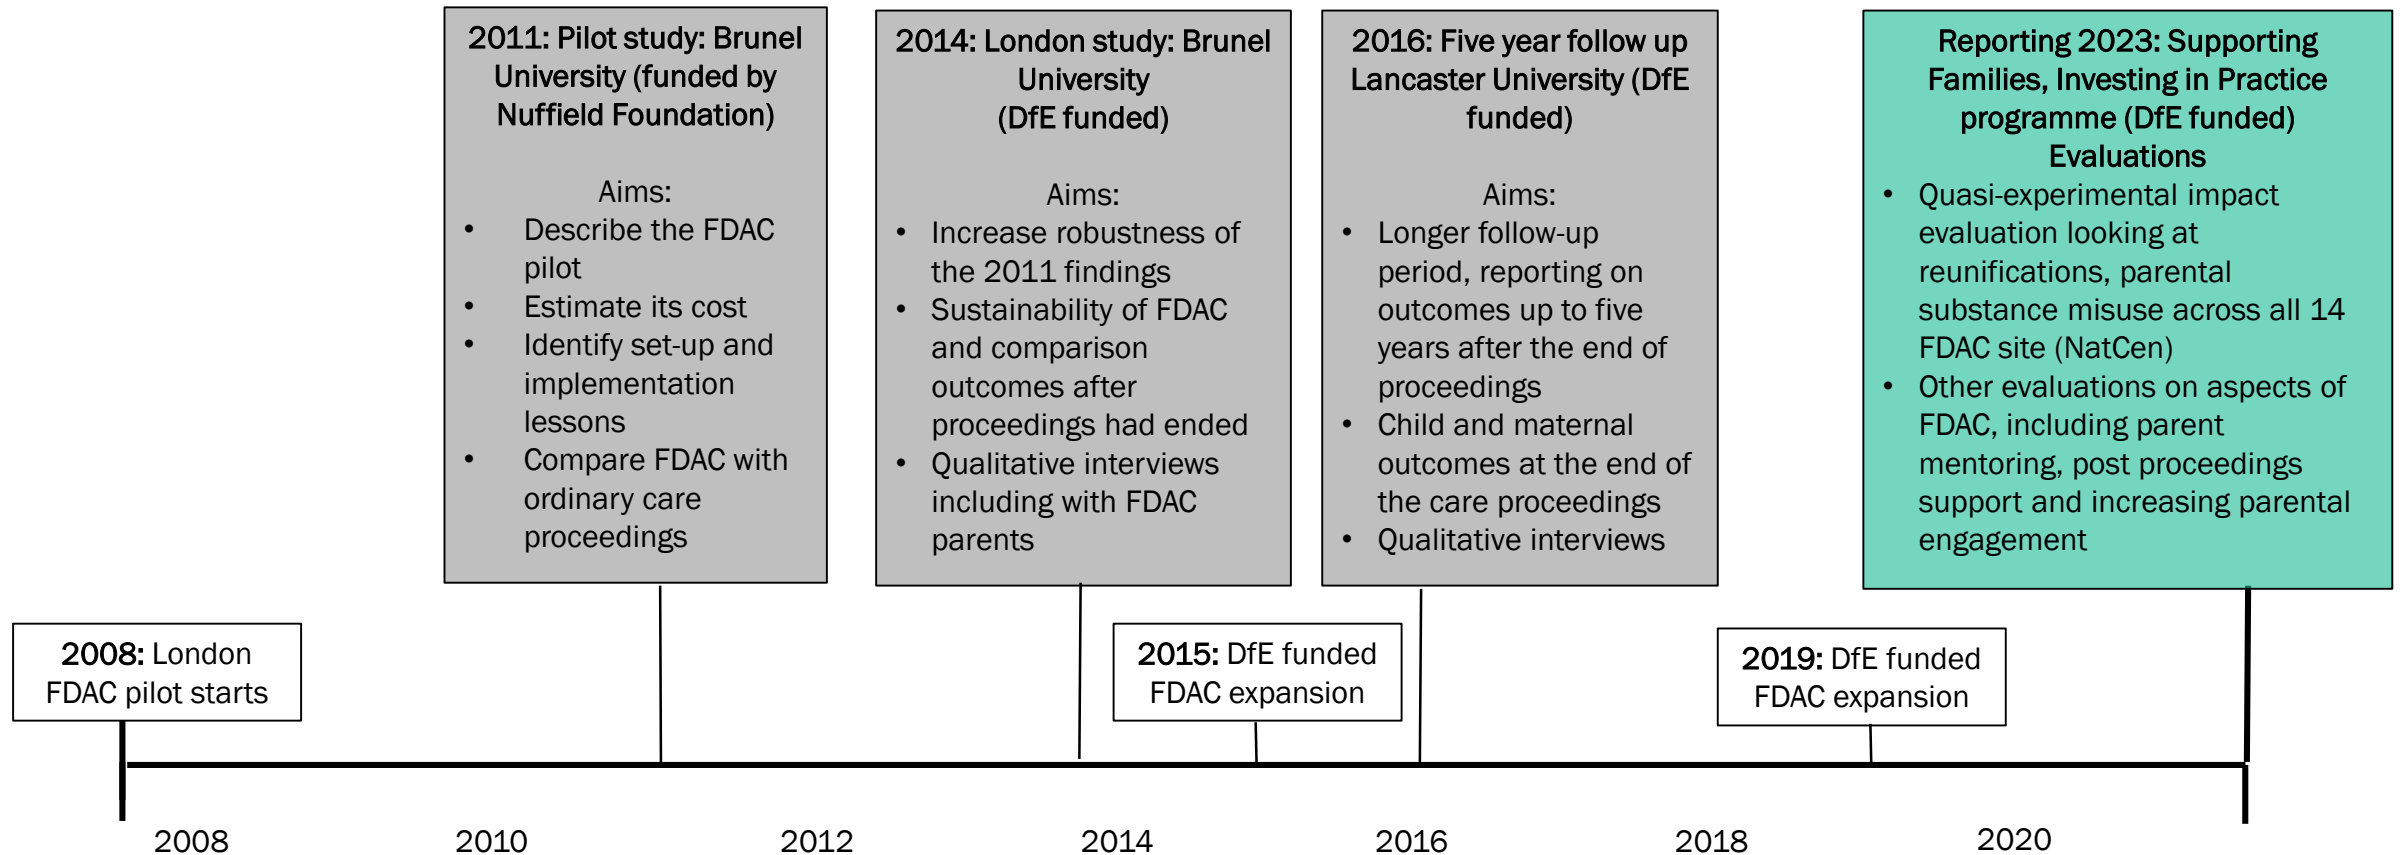 2011: Pilot study: Brunel
University (funded by
Nuffield Foundation)
Aims:
• Describe the FDAC
pilot
• Estimate its cost
• Identify set-up and
implementation
lessons
• Compare FDAC with
ordinary care
proceedings
2014: London study: Brunel
University
(DfE funded)
Aims:
• Increase robustness of
the 2011 findings
• Sustainability of FDAC
and comparison
outcomes after
proceedings had ended
• Qualitative interviews
including with FDAC
parents
2016: Five year follow up
Lancaster University (DfE
funded)
Aims:
• Longer follow-up
period, reporting on
outcomes up to five
years after the end of
proceedings
• Child and maternal
outcomes at the end of
the care proceedings
• Qualitative interviews
Reporting 2023: Supporting
Families, Investing in Practice
programme (DfE funded)
Evaluations
• Quasi-experimental impact
evaluation looking at
reunifications, parental
substance misuse across all 14
FDAC site (NatCen)
• Other evaluations on aspects of
FDAC, including parent
mentoring, post proceedings
support and increasing parental
engagement
2008: London
FDAC pilot starts
2015: DfE funded
FDAC expansion
2019: DfE funded
FDAC expansion
2008
2010
2012
2014
2016
2018
2020